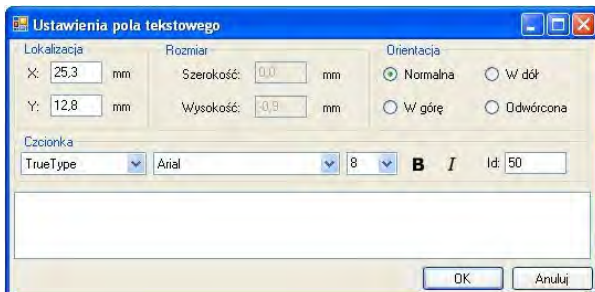 Ustawienia pola tekstowego
Lokalizacja Rozmiar Orientacja
X: 25,3 mm Szerokość: 0,0 mm Normalna W dół
Y: 12,8 mm Wysokość: -0,9 mm W górę Odwórcona
Czcionka
TrueType Arial 8 B I Id: 50
OK Anuluj